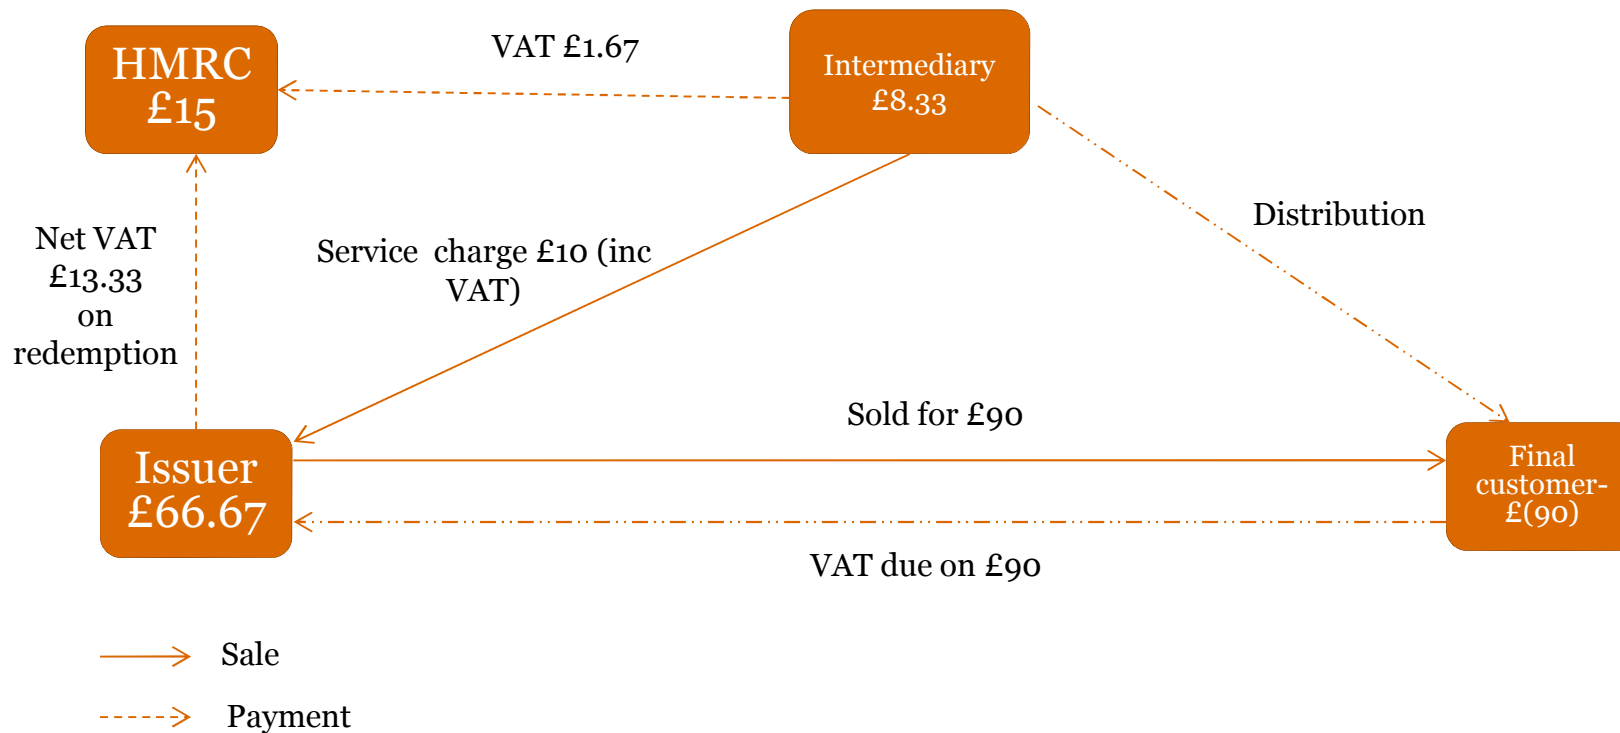 HMRC
£15
VAT £1.67
Intermediary
£8.33
Net VAT
£13.33
on
redemption
Service  charge £10 (inc
VAT)
Distribution
Sold for £90
Issuer
£66.67
Final
customer-
£(90)
VAT due on £90
Sale
Payment